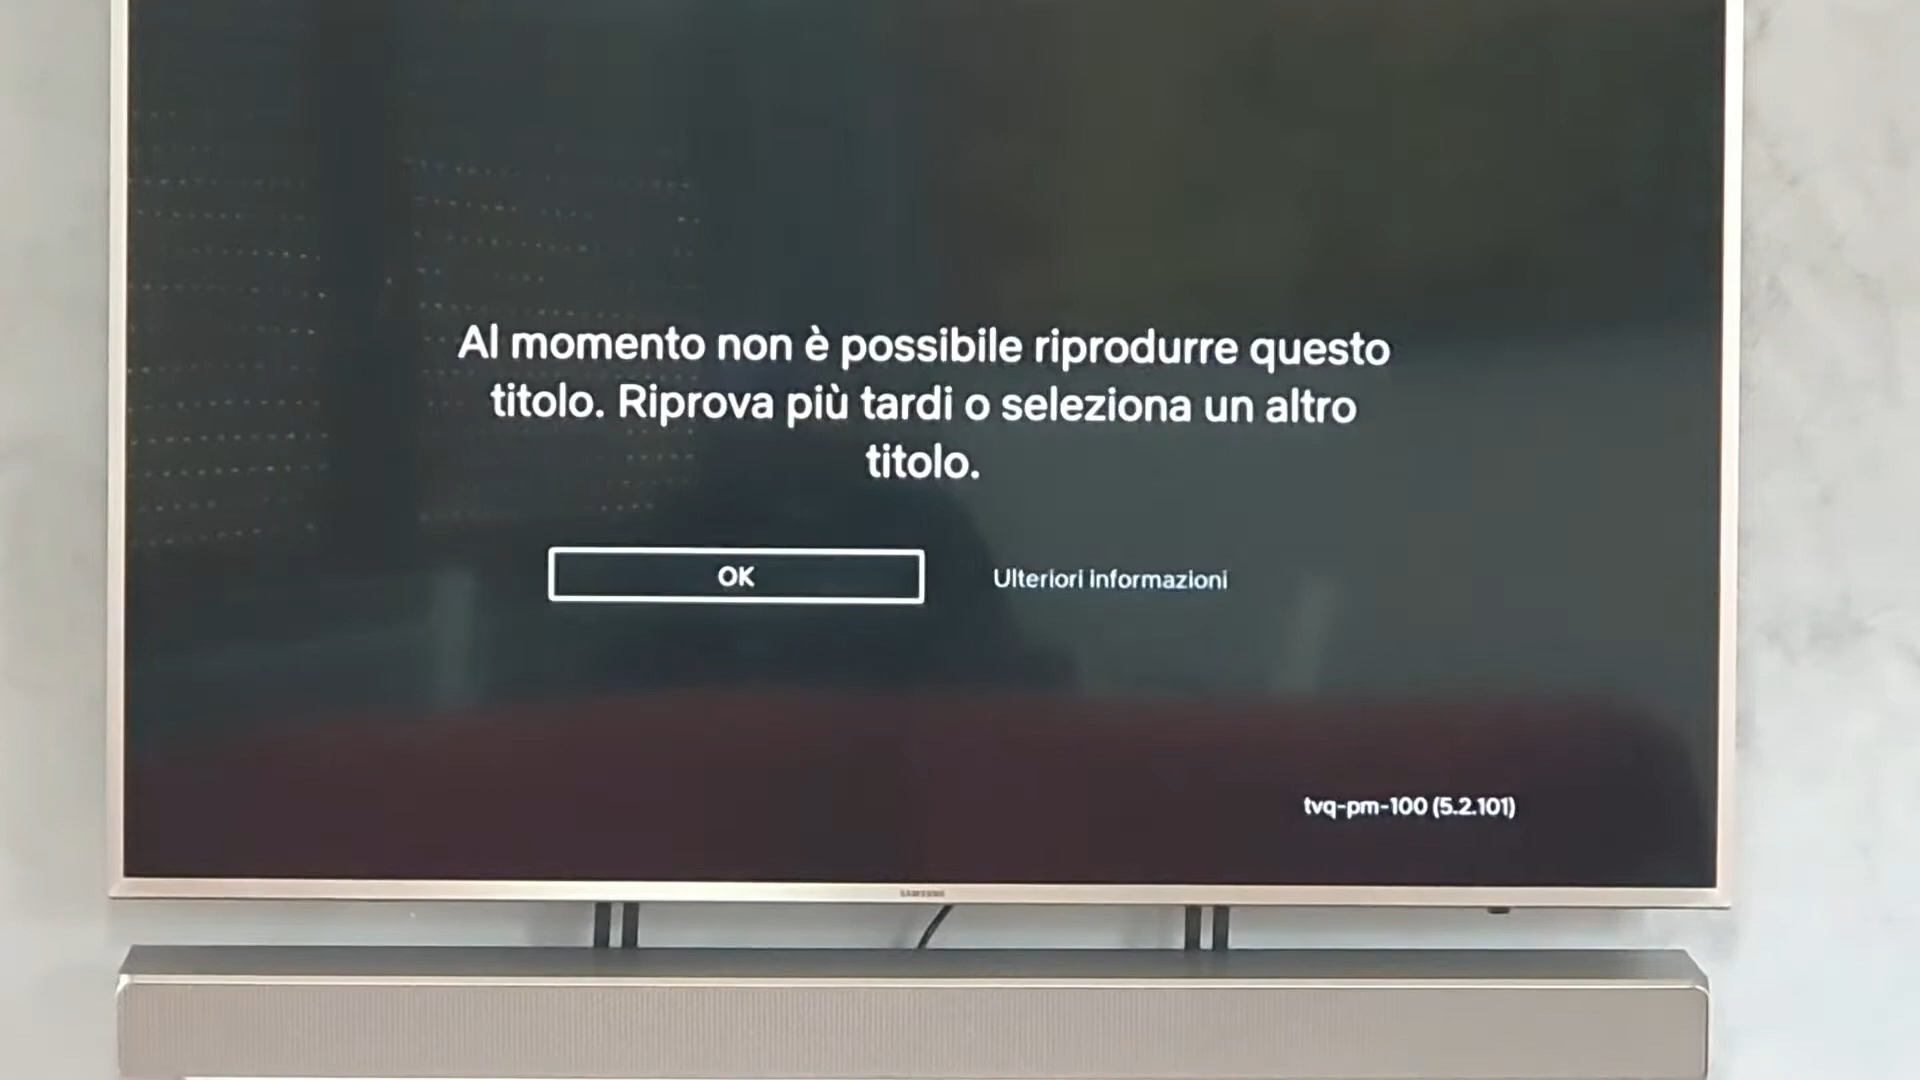 Al momento non è possibile riprodurre questo
titolo. Riprova più tardi o seleziona un altro
titolo.
OK
Ulteriori informazioni
tvq-pm-100 (5.2.101)
SAMSUNG